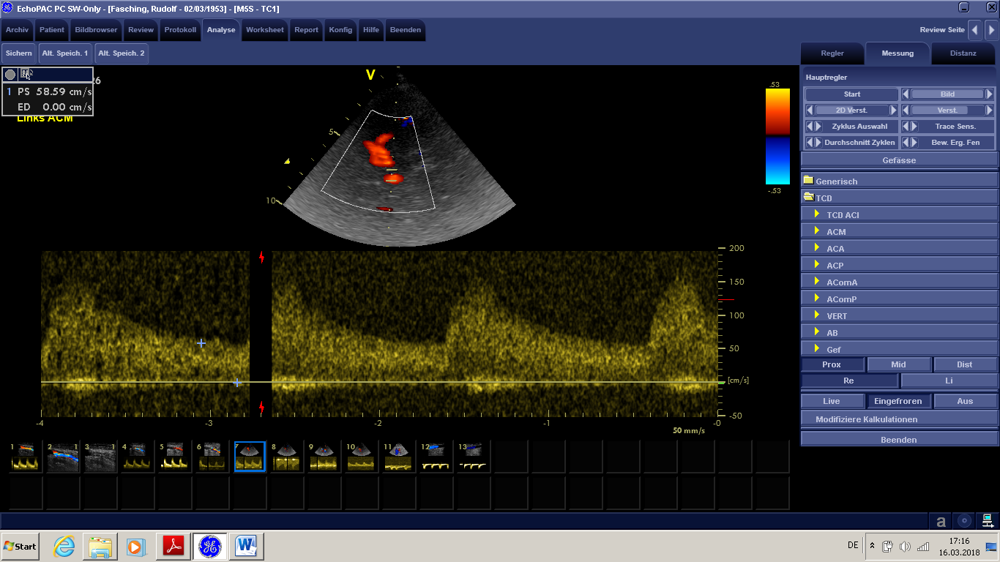 EchoPAC PC SW-Only - [Fasching, Rudolf - 02/03/1953] - [M5S - TC1]
Archiv Patient Bildbrowser Review Protokoll Analyse Worksheet Report Konfig Hilfe Beenden Review Seite
Sichern Alt. Speich. 1 Alt. Speich. 2
Regler Messung Distanz
26
1 PS 58.59 cm/s
ED 0.00 cm/s
Links ACM
V
5
10
.53
-.53
Hauptregler
Start Bild
2D Verst. Verst.
Zyklus Auswahl Trace Sens.
Durchschnitt Zyklen Bew. Erg. Fen
Gefässe
Generisch
TCD
TCD ACI
ACM
ACA
ACP
AComA
AComP
VERT
AB
Gef
Prox Mid Dist
Re Li
Live Eingefroren Aus
Modifiziere Kalkulationen
Beenden
200
150
100
50
[cm/s]
-50
-4 -3 -2 -1 -0
50 mm/s
1 2 3 4 5 6 7 8 9 10 11 12 13
a
Start
W
DE
17:16
16.03.2018